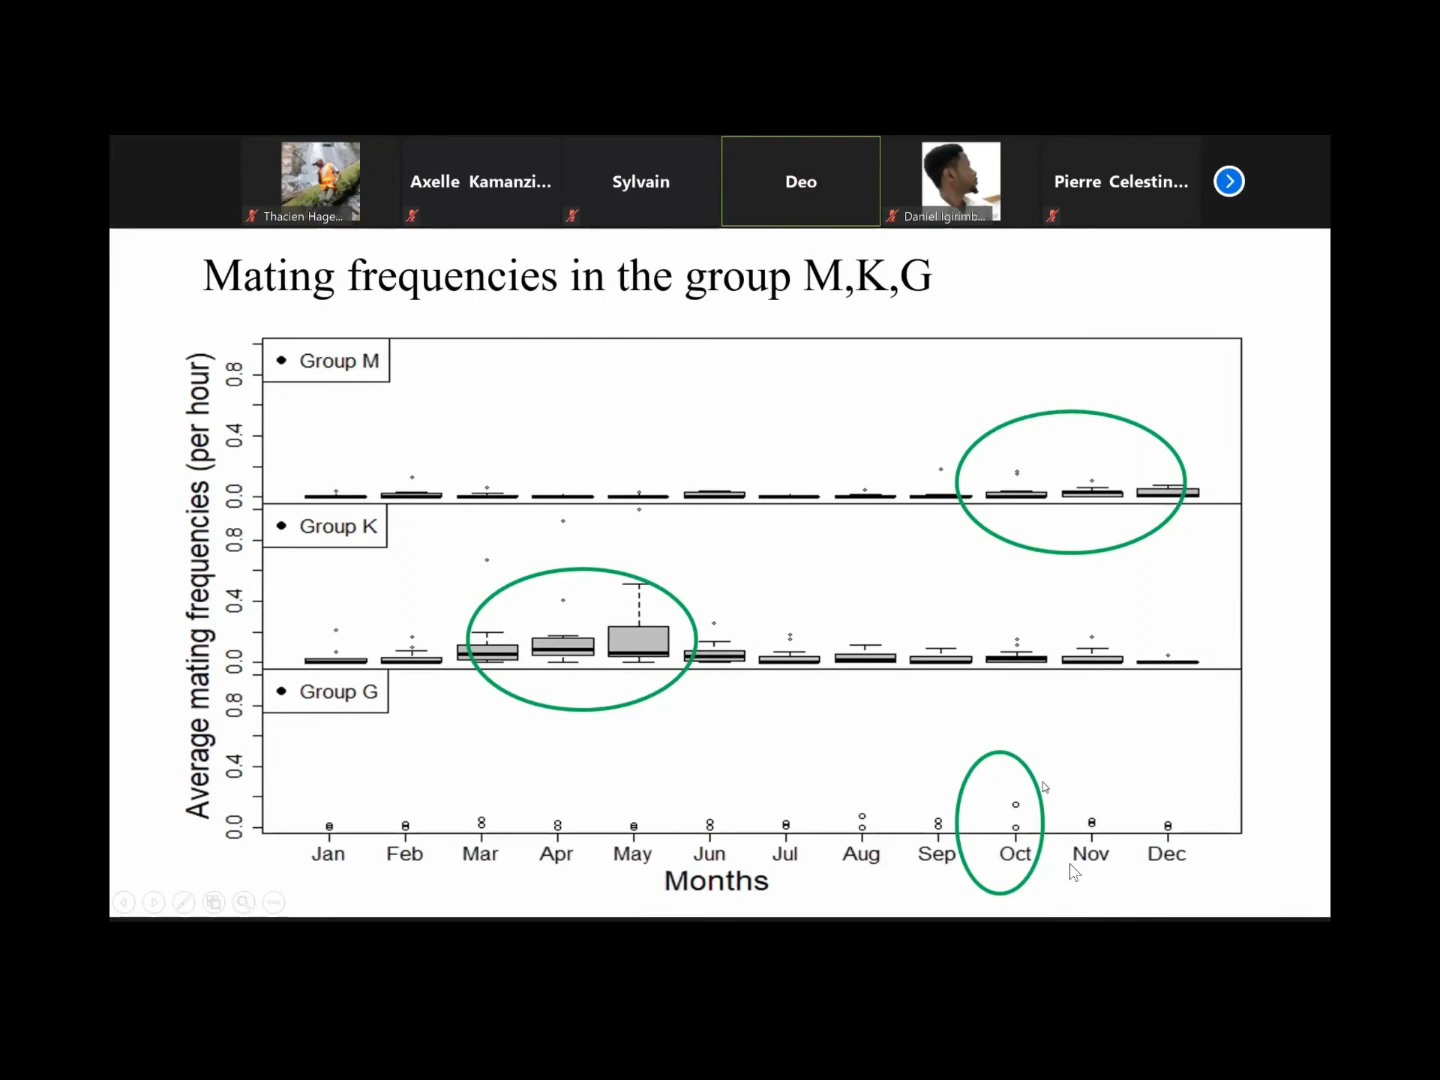 Axelle Kamanzi...
Sylvain
Deo
Pierre Celestin...
Thacien Hage...
Daniel Igirimb...
Mating frequencies in the group M,K,G
Average mating frequencies (per hour)
Group M
0.8
0.4
0.0
Group K
0.8
0.4
0.0
Group G
0.8
0.4
0.0
Jan Feb Mar Apr May Jun Jul Aug Sep Oct Nov Dec
Months